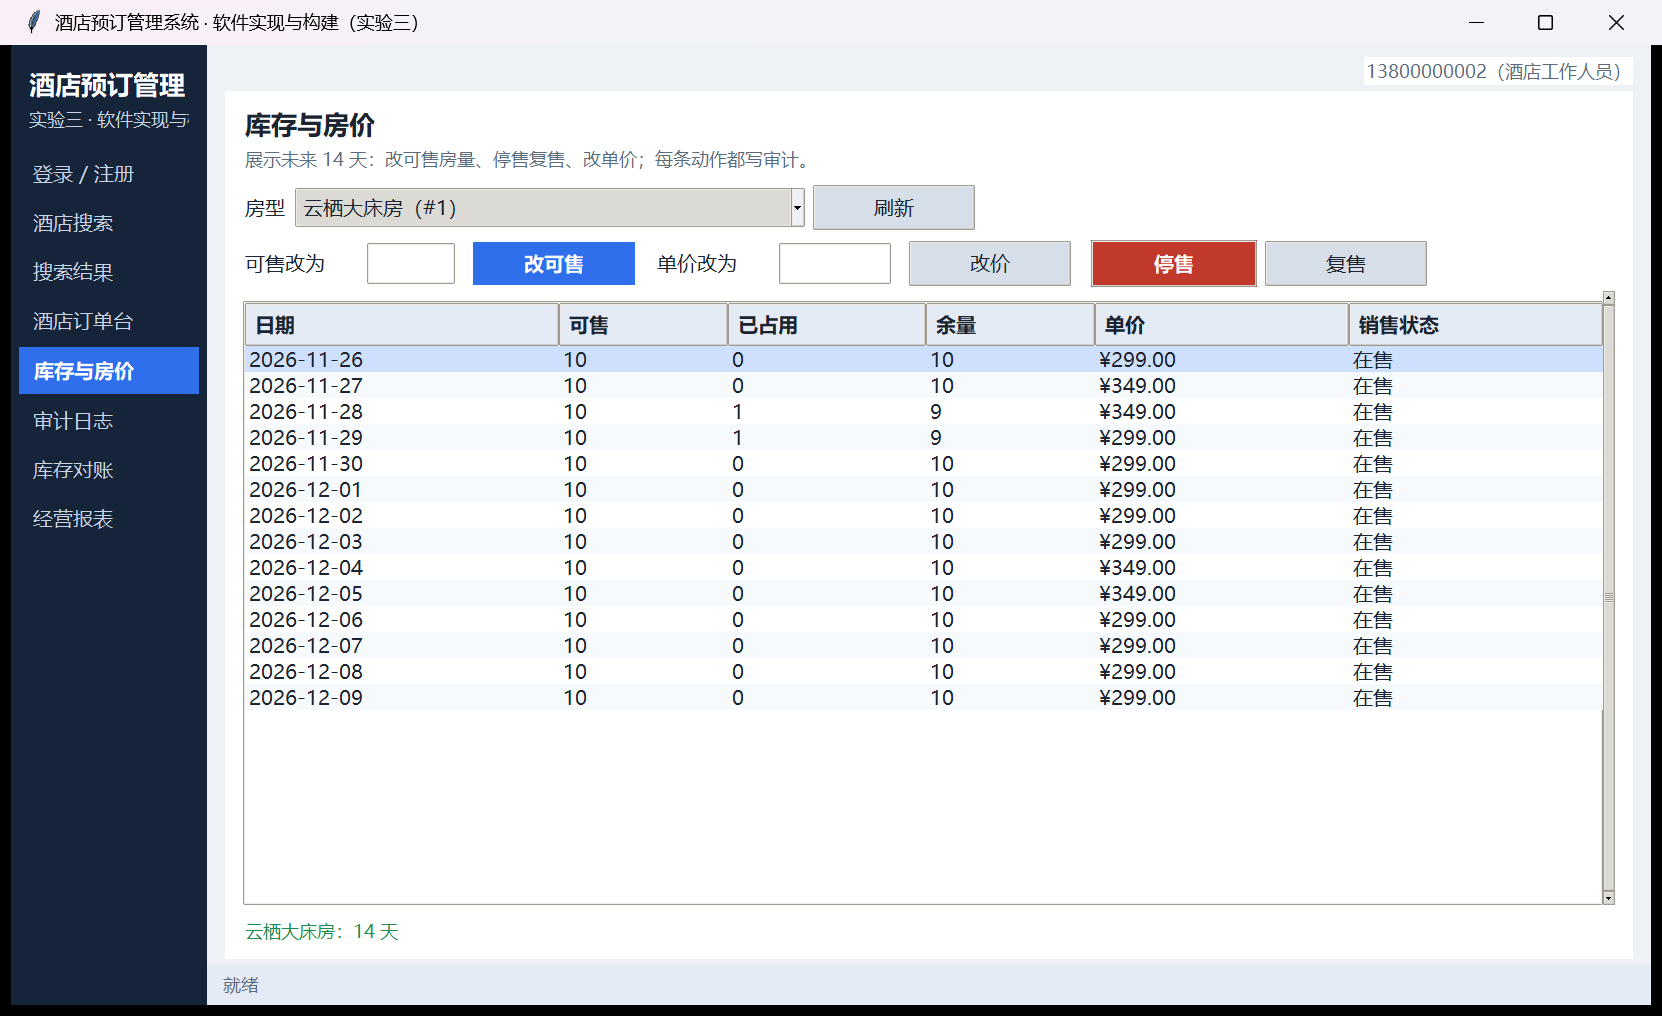 酒店预订管理系统 · 软件实现与构建（实验三）
酒店预订管理
实验三 · 软件实现与
登录 / 注册
酒店搜索
搜索结果
酒店订单台
库存与房价
审计日志
库存对账
经营报表
13800000002（酒店工作人员）
库存与房价
展示未来 14 天：改可售房量、停售复售、改单价；每条动作都写审计。
房型 云栖大床房（#1） 刷新
可售改为 改可售 单价改为 改价 停售 复售
日期 可售 已占用 余量 单价 销售状态
2026-11-26 10 0 10 ¥299.00 在售
2026-11-27 10 0 10 ¥349.00 在售
2026-11-28 10 1 9 ¥349.00 在售
2026-11-29 10 1 9 ¥299.00 在售
2026-11-30 10 0 10 ¥299.00 在售
2026-12-01 10 0 10 ¥299.00 在售
2026-12-02 10 0 10 ¥299.00 在售
2026-12-03 10 0 10 ¥299.00 在售
2026-12-04 10 0 10 ¥349.00 在售
2026-12-05 10 0 10 ¥349.00 在售
2026-12-06 10 0 10 ¥299.00 在售
2026-12-07 10 0 10 ¥299.00 在售
2026-12-08 10 0 10 ¥299.00 在售
2026-12-09 10 0 10 ¥299.00 在售
云栖大床房：14 天
就绪